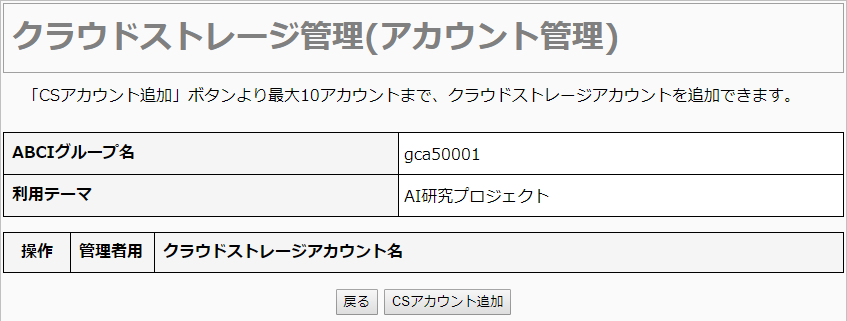 クラウドストレージ管理(アカウント管理)
「CSアカウント追加」ボタンより最大10アカウントまで、クラウドストレージアカウントを追加できます。
ABCIグループ名 gca50001
利用テーマ AI研究プロジェクト
操作 管理者用 クラウドストレージアカウント名
戻る CSアカウント追加